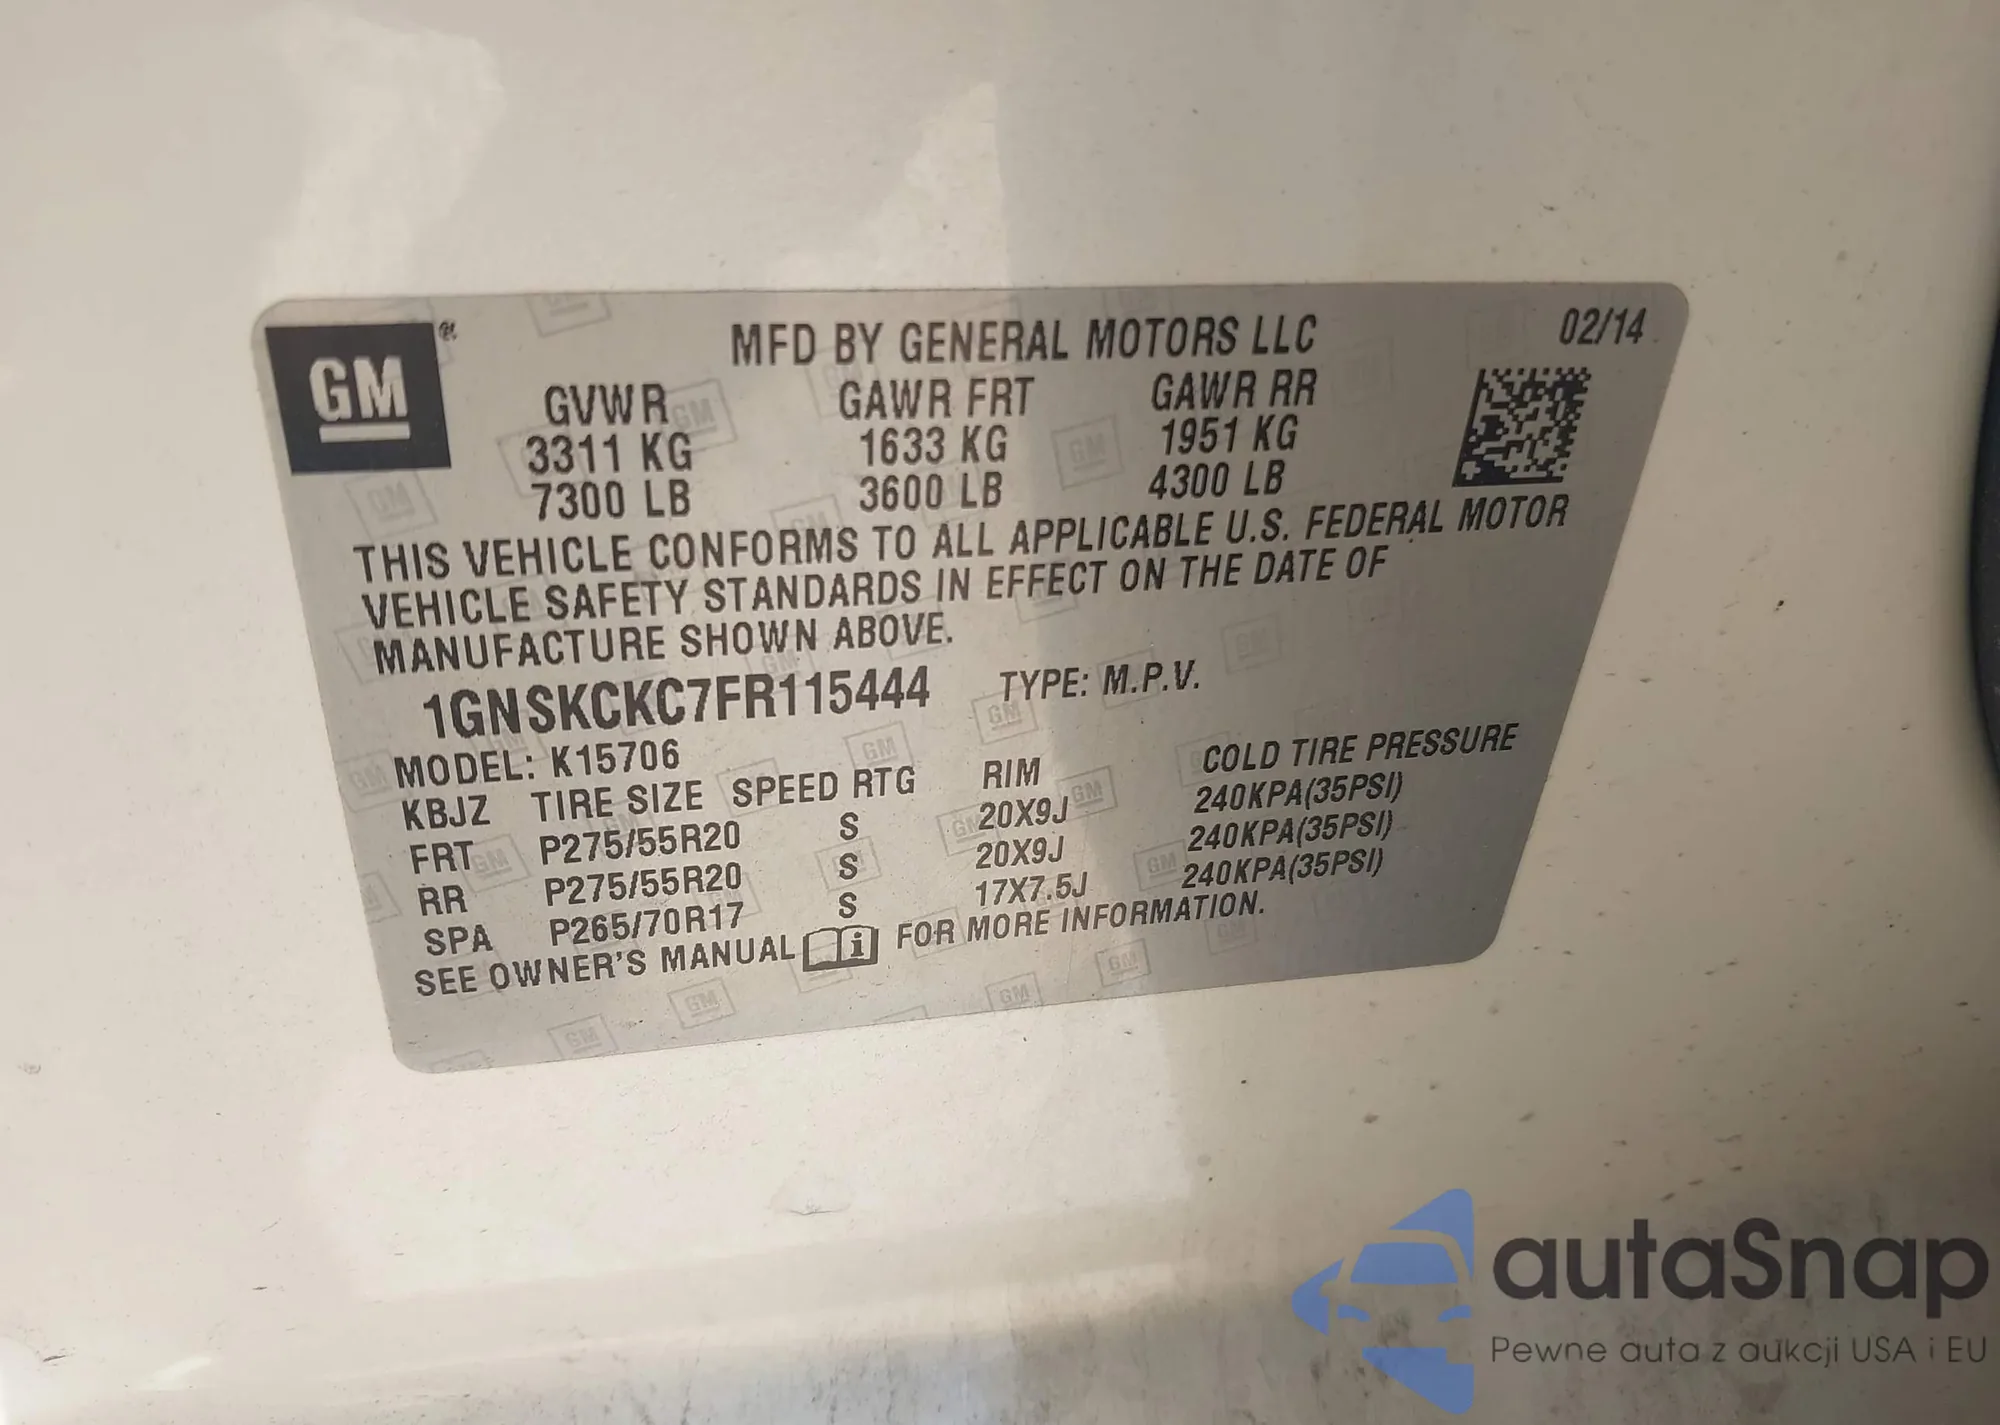 GM ®
MFD BY GENERAL MOTORS LLC
02/14
GVWR GAWR FRT GAWR RR
3311 KG 1633 KG 1951 KG
7300 LB 3600 LB 4300 LB
THIS VEHICLE CONFORMS TO ALL APPLICABLE U.S. FEDERAL MOTOR
VEHICLE SAFETY STANDARDS IN EFFECT ON THE DATE OF
MANUFACTURE SHOWN ABOVE.
1GNSKCKC7FR115444 TYPE: M.P.V.
MODEL: K15706
KBJZ TIRE SIZE SPEED RTG RIM COLD TIRE PRESSURE
FRT P275/55R20 S 20X9J 240KPA(35PSI)
RR P275/55R20 S 20X9J 240KPA(35PSI)
SPA P265/70R17 S 17X7.5J 240KPA(35PSI)
SEE OWNER'S MANUAL i FOR MORE INFORMATION.
autaSnap
Pewne auta z aukcji USA i EU